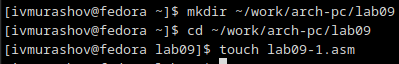 [ivmurashov@fedora ~]$ mkdir ~/work/arch-pc/lab09
[ivmurashov@fedora ~]$ cd ~/work/arch-pc/lab09
[ivmurashov@fedora lab09]$ touch lab09-1.asm